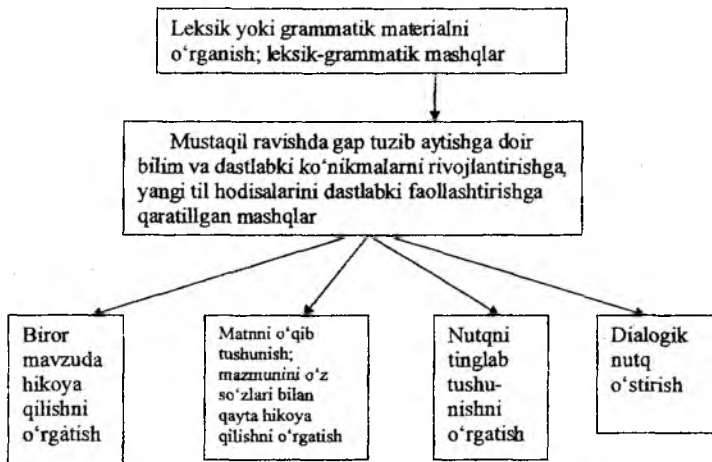 Leksik yoki grammatik materialni
o‘rganish; leksik-grammatik mashqlar
Mustaqil ravishda gap tuzib aytishga doir
bilim va dastlabki ko‘nikmalarni rivojlantirishga,
yangi til hodisalarini dastlabki faollashtirishga
qaratillgan mashqlar
Biror
mavzuda
hikoya
qilishni
o‘rgatish
Matnni o‘qib
tushunish;
mazmunini o‘z
so‘zlari bilan
qayta hikoya
qilishni o‘rgatish
Nutqni
tinglab
tushu-
nishni
o‘rgatish
Dialogik
nutq
o‘stirish